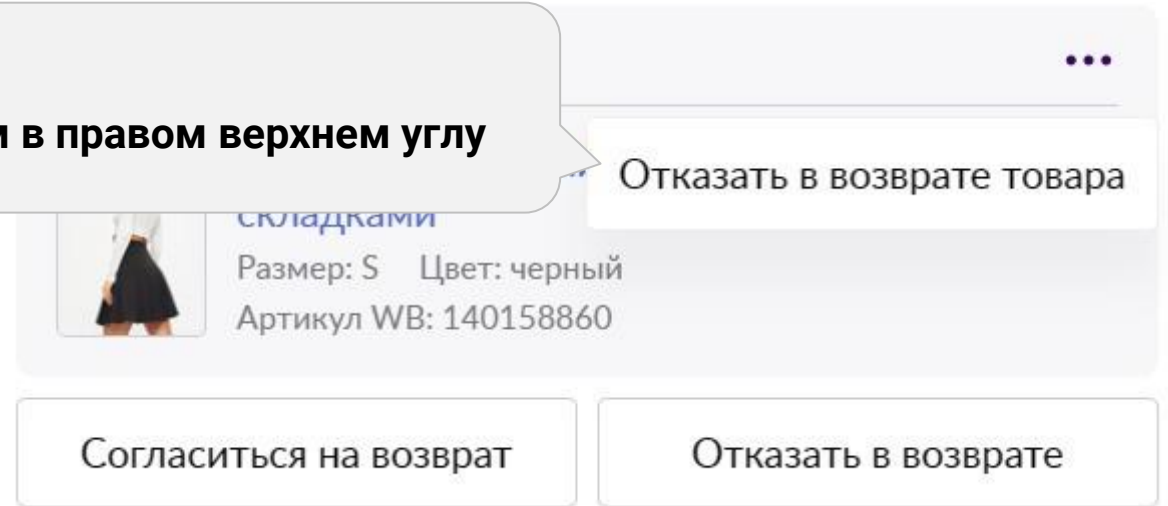 в правом верхнем углу
Отказать в возврате товара
складками
Размер: S Цвет: черный
Артикул WB: 140158860
Согласиться на возврат
Отказать в возврате